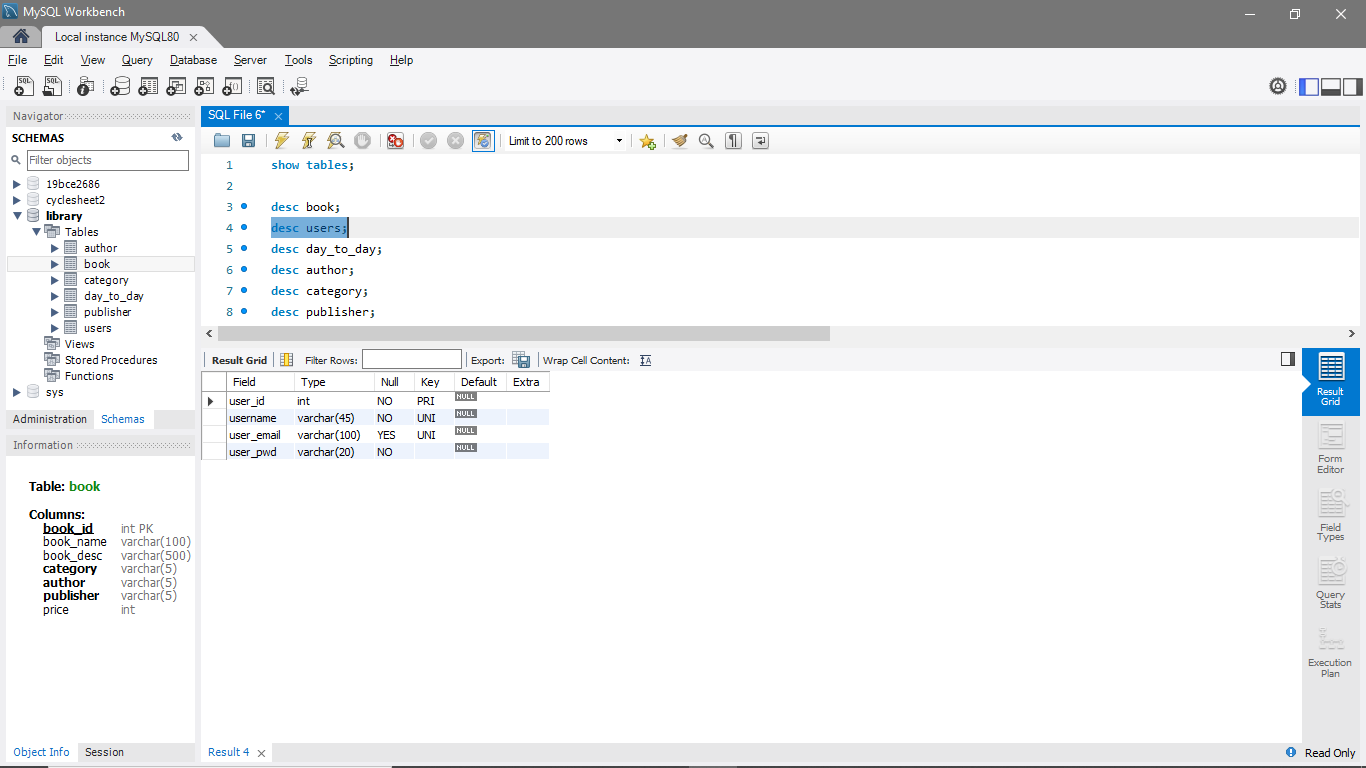 MySQL Workbench
Local instance MySQL80
File Edit View Query Database Server Tools Scripting Help
Navigator
SCHEMAS
Filter objects
19bce2686
cyclesheet2
library
Tables
author
book
category
day_to_day
publisher
users
Views
Stored Procedures
Functions
sys
Administration Schemas
Information
Table: book
Columns:
book_id int PK
book_name varchar(100)
book_desc varchar(500)
category varchar(5)
author varchar(5)
publisher varchar(5)
price int
Object Info Session
SQL File 6*
Limit to 200 rows
1 show tables;
2
3 desc book;
4 desc users;
5 desc day_to_day;
6 desc author;
7 desc category;
8 desc publisher;
Result Grid Filter Rows: Export: Wrap Cell Content:
Field Type Null Key Default Extra
user_id int NO PRI NULL
username varchar(45) NO UNI NULL
user_email varchar(100) YES UNI NULL
user_pwd varchar(20) NO NULL
Result
Grid
Form
Editor
Field
Types
Query
Stats
Execution
Plan
Result 4
Read Only